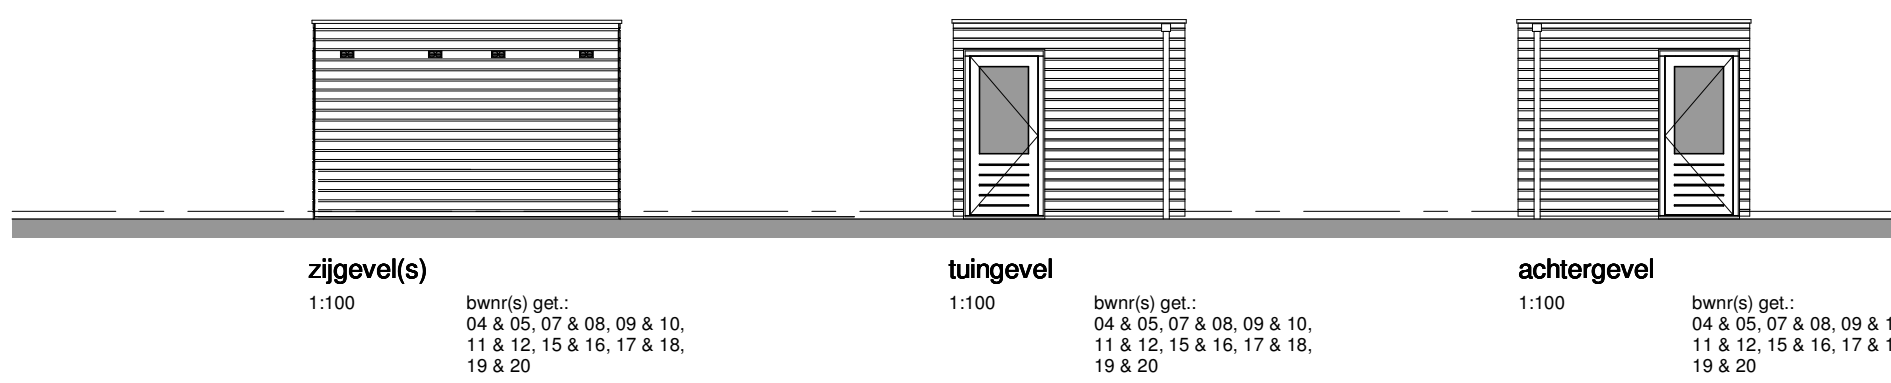 zijgevel(s)
1:100
bwnr(s) get.:
04 & 05, 07 & 08, 09 & 10,
11 & 12, 15 & 16, 17 & 18,
19 & 20
tuingevel
1:100
bwnr(s) get.:
04 & 05, 07 & 08, 09 & 10,
11 & 12, 15 & 16, 17 & 18,
19 & 20
achtergevel
1:100
bwnr(s) get.:
04 & 05, 07 & 08, 09 & 1
11 & 12, 15 & 16, 17 & 1
19 & 20